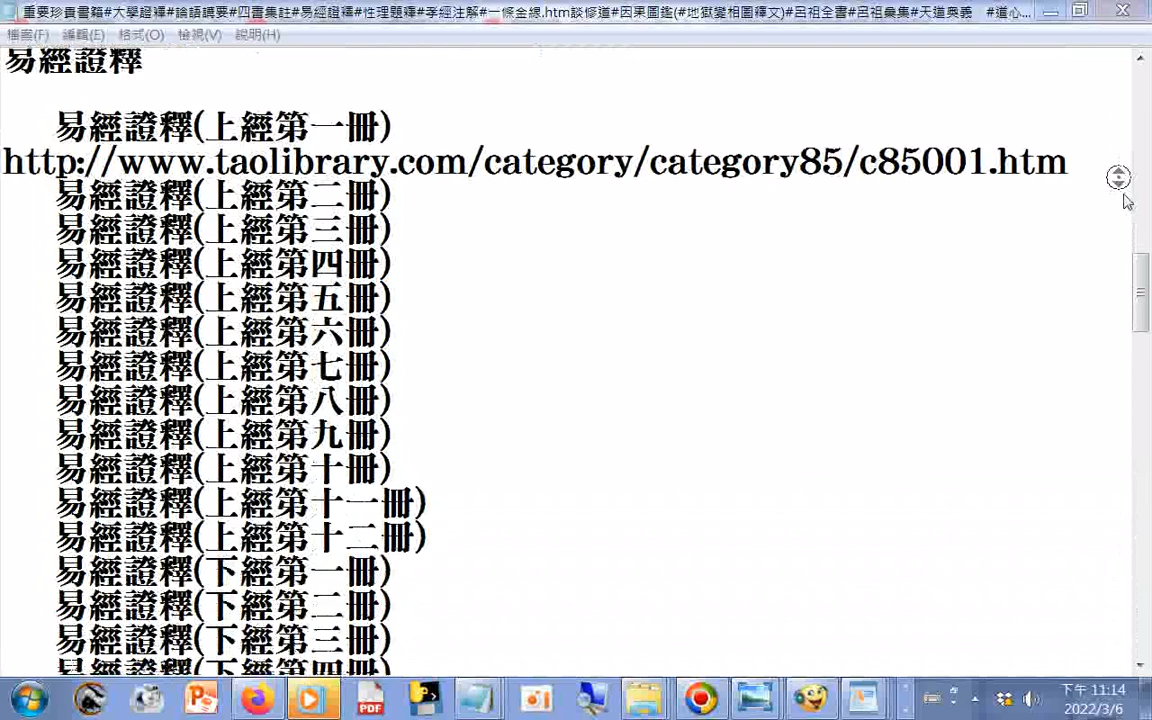 重要珍貴書籍#大學證釋#論語講要#四書集註#易經證釋#性理題釋#孝經注解#一條金線.htm談修道#因果圖鑑(#地獄變相圖釋文)#呂祖全書#呂祖彙集#天道奧義 #道心...
檔案(F) 編輯(E) 格式(O) 檢視(V) 說明(H)
易經證釋
易經證釋(上經第一冊)
http://www.taolibrary.com/category/category85/c85001.htm
易經證釋(上經第二冊)
易經證釋(上經第三冊)
易經證釋(上經第四冊)
易經證釋(上經第五冊)
易經證釋(上經第六冊)
易經證釋(上經第七冊)
易經證釋(上經第八冊)
易經證釋(上經第九冊)
易經證釋(上經第十冊)
易經證釋(上經第十一冊)
易經證釋(上經第十二冊)
易經證釋(下經第一冊)
易經證釋(下經第二冊)
易經證釋(下經第三冊)
易經證釋(下經第四冊)
PDF
下午 11:14
2022/3/6